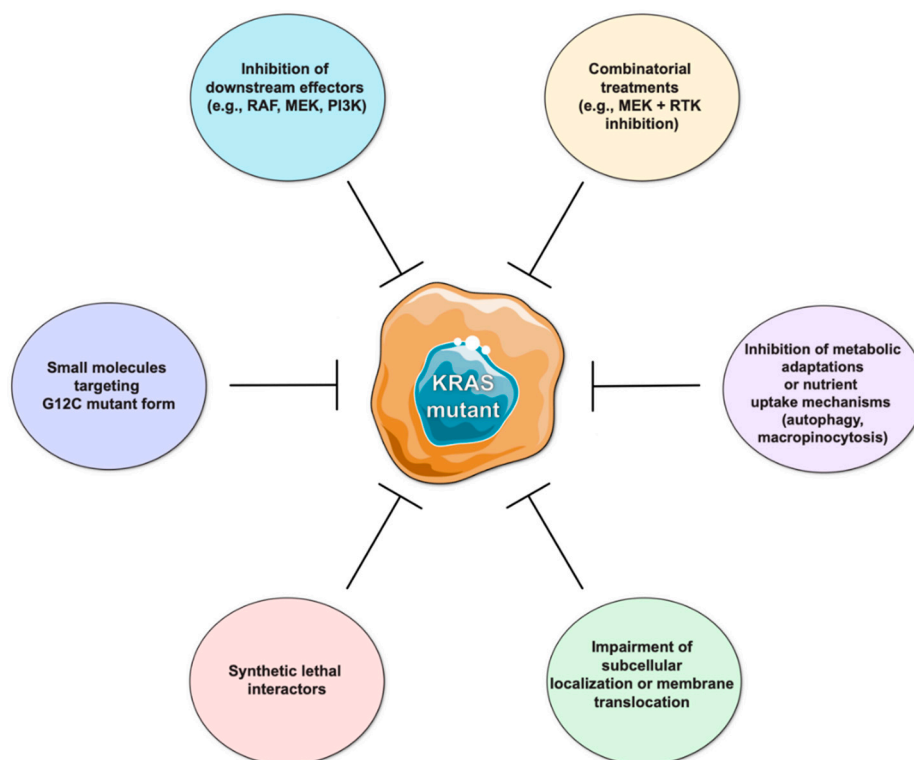 Inhibition of
downstream effectors
(e.g., RAF, MEK, PI3K)
Combinatorial
treatments
(e.g., MEK + RTK
inhibition)
Small molecules
targeting
G12C mutant form
KRAS
mutant
Inhibition of metabolic
adaptations
or nutrient
uptake mechanisms
(autophagy,
macropinocytosis)
Synthetic lethal
interactors
Impairment of
subcellular
localization or membrane
translocation